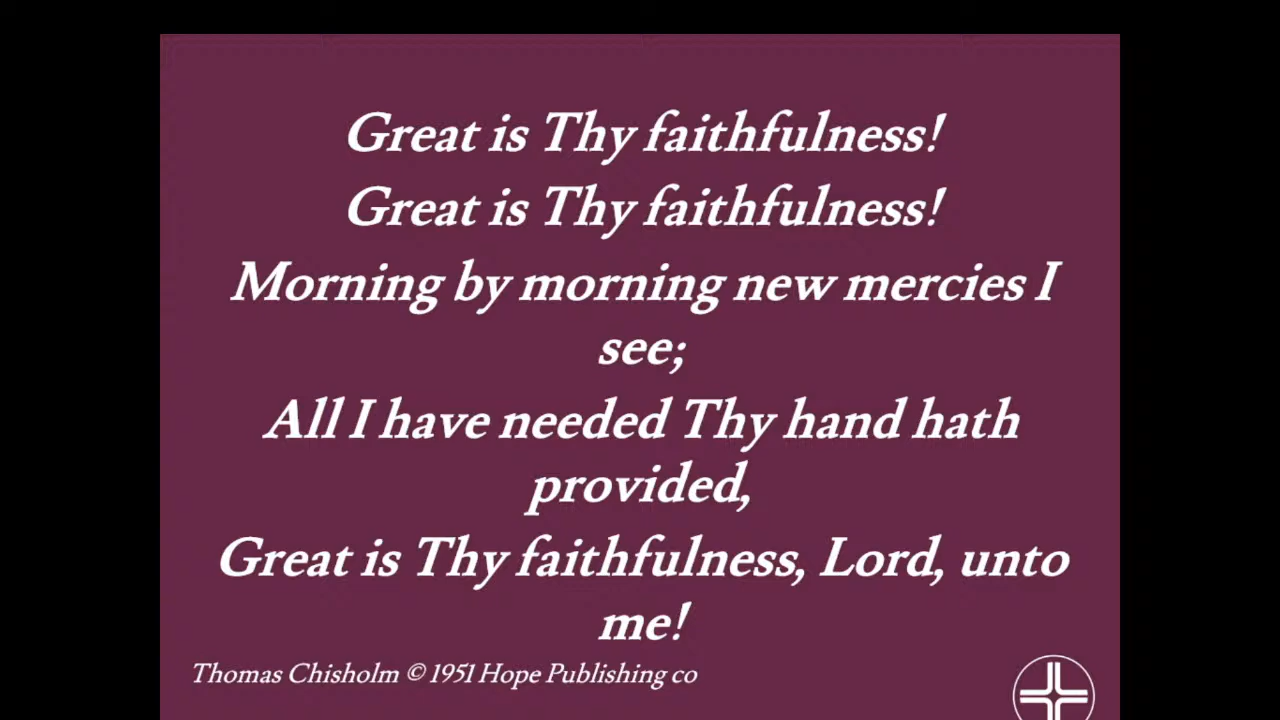 Great is Thy faithfulness!
Great is Thy faithfulness!
Morning by morning new mercies I
see;
All I have needed Thy hand hath
provided,
Great is Thy faithfulness, Lord, unto
me!
Thomas Chisholm © 1951 Hope Publishing co